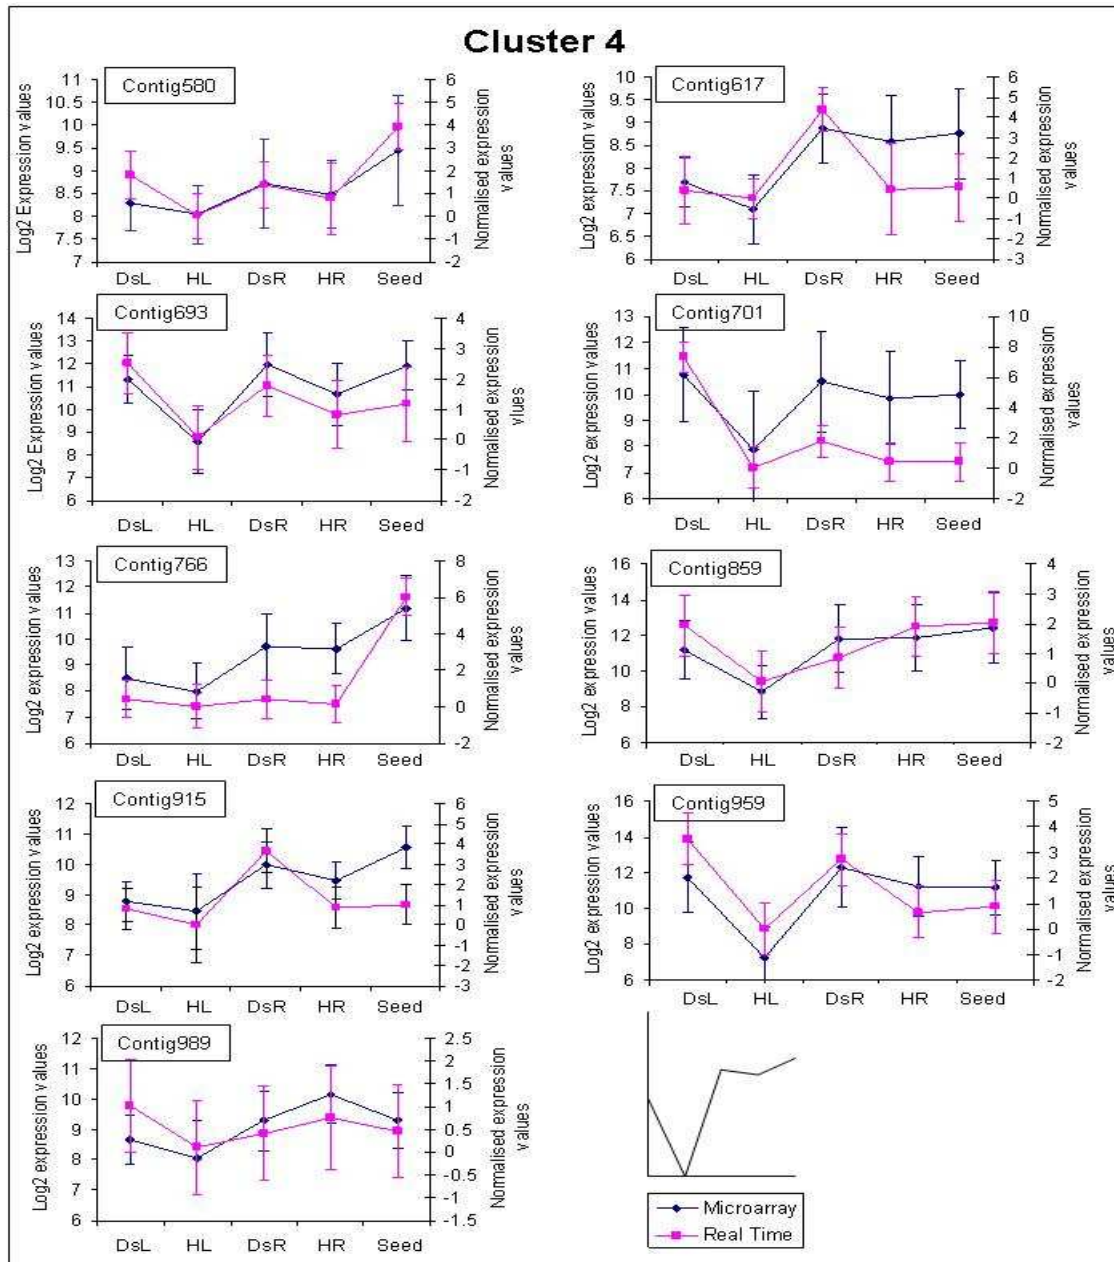 Cluster 4
Contig580
Log2 Expression values
11
10.5
10
9.5
9
8.5
8
7.5
7
6
5
4
3
2
1
0
-1
-2
Normalised expression
values
DsL HL DsR HR Seed
Contig617
Log2 expression values
10
9.5
9
8.5
8
7.5
7
6.5
6
6
5
4
3
2
1
0
-1
-2
-3
Normalised expression
values
DsL HL DsR HR Seed
Contig693
Log2 Expression values
14
13
12
11
10
9
8
7
6
4
3
2
1
0
-1
-2
Normalised expression
vlues
DsL HL DsR HR Seed
Contig701
Log2 expression values
13
12
11
10
9
8
7
6
10
8
6
4
2
0
-2
Normalised expression
values
DsL HL DsR HR Seed
Contig766
Log2 expression values
13
12
11
10
9
8
7
6
8
6
4
2
0
-2
Normalised expression
values
DsL HL DsR HR Seed
Contig859
Log2 expression values
16
14
12
10
8
6
4
3
2
1
0
-1
-2
Normalised expression
values
DsL HL DsR HR Seed
Contig915
Log2 expression values
12
11
10
9
8
7
6
6
5
4
3
2
1
0
-1
-2
-3
Normalised expression
values
DsL HL DsR HR Seed
Contig959
Log2 expression values
16
14
12
10
8
6
5
4
3
2
1
0
-1
-2
Normalised expression
values
DsL HL DsR HR Seed
Contig989
Log2 expression values
12
11
10
9
8
7
6
2.5
2
1.5
1
0.5
0
-0.5
-1
-1.5
Normalised expression
values
DsL HL DsR HR Seed
Microarray
Real Time